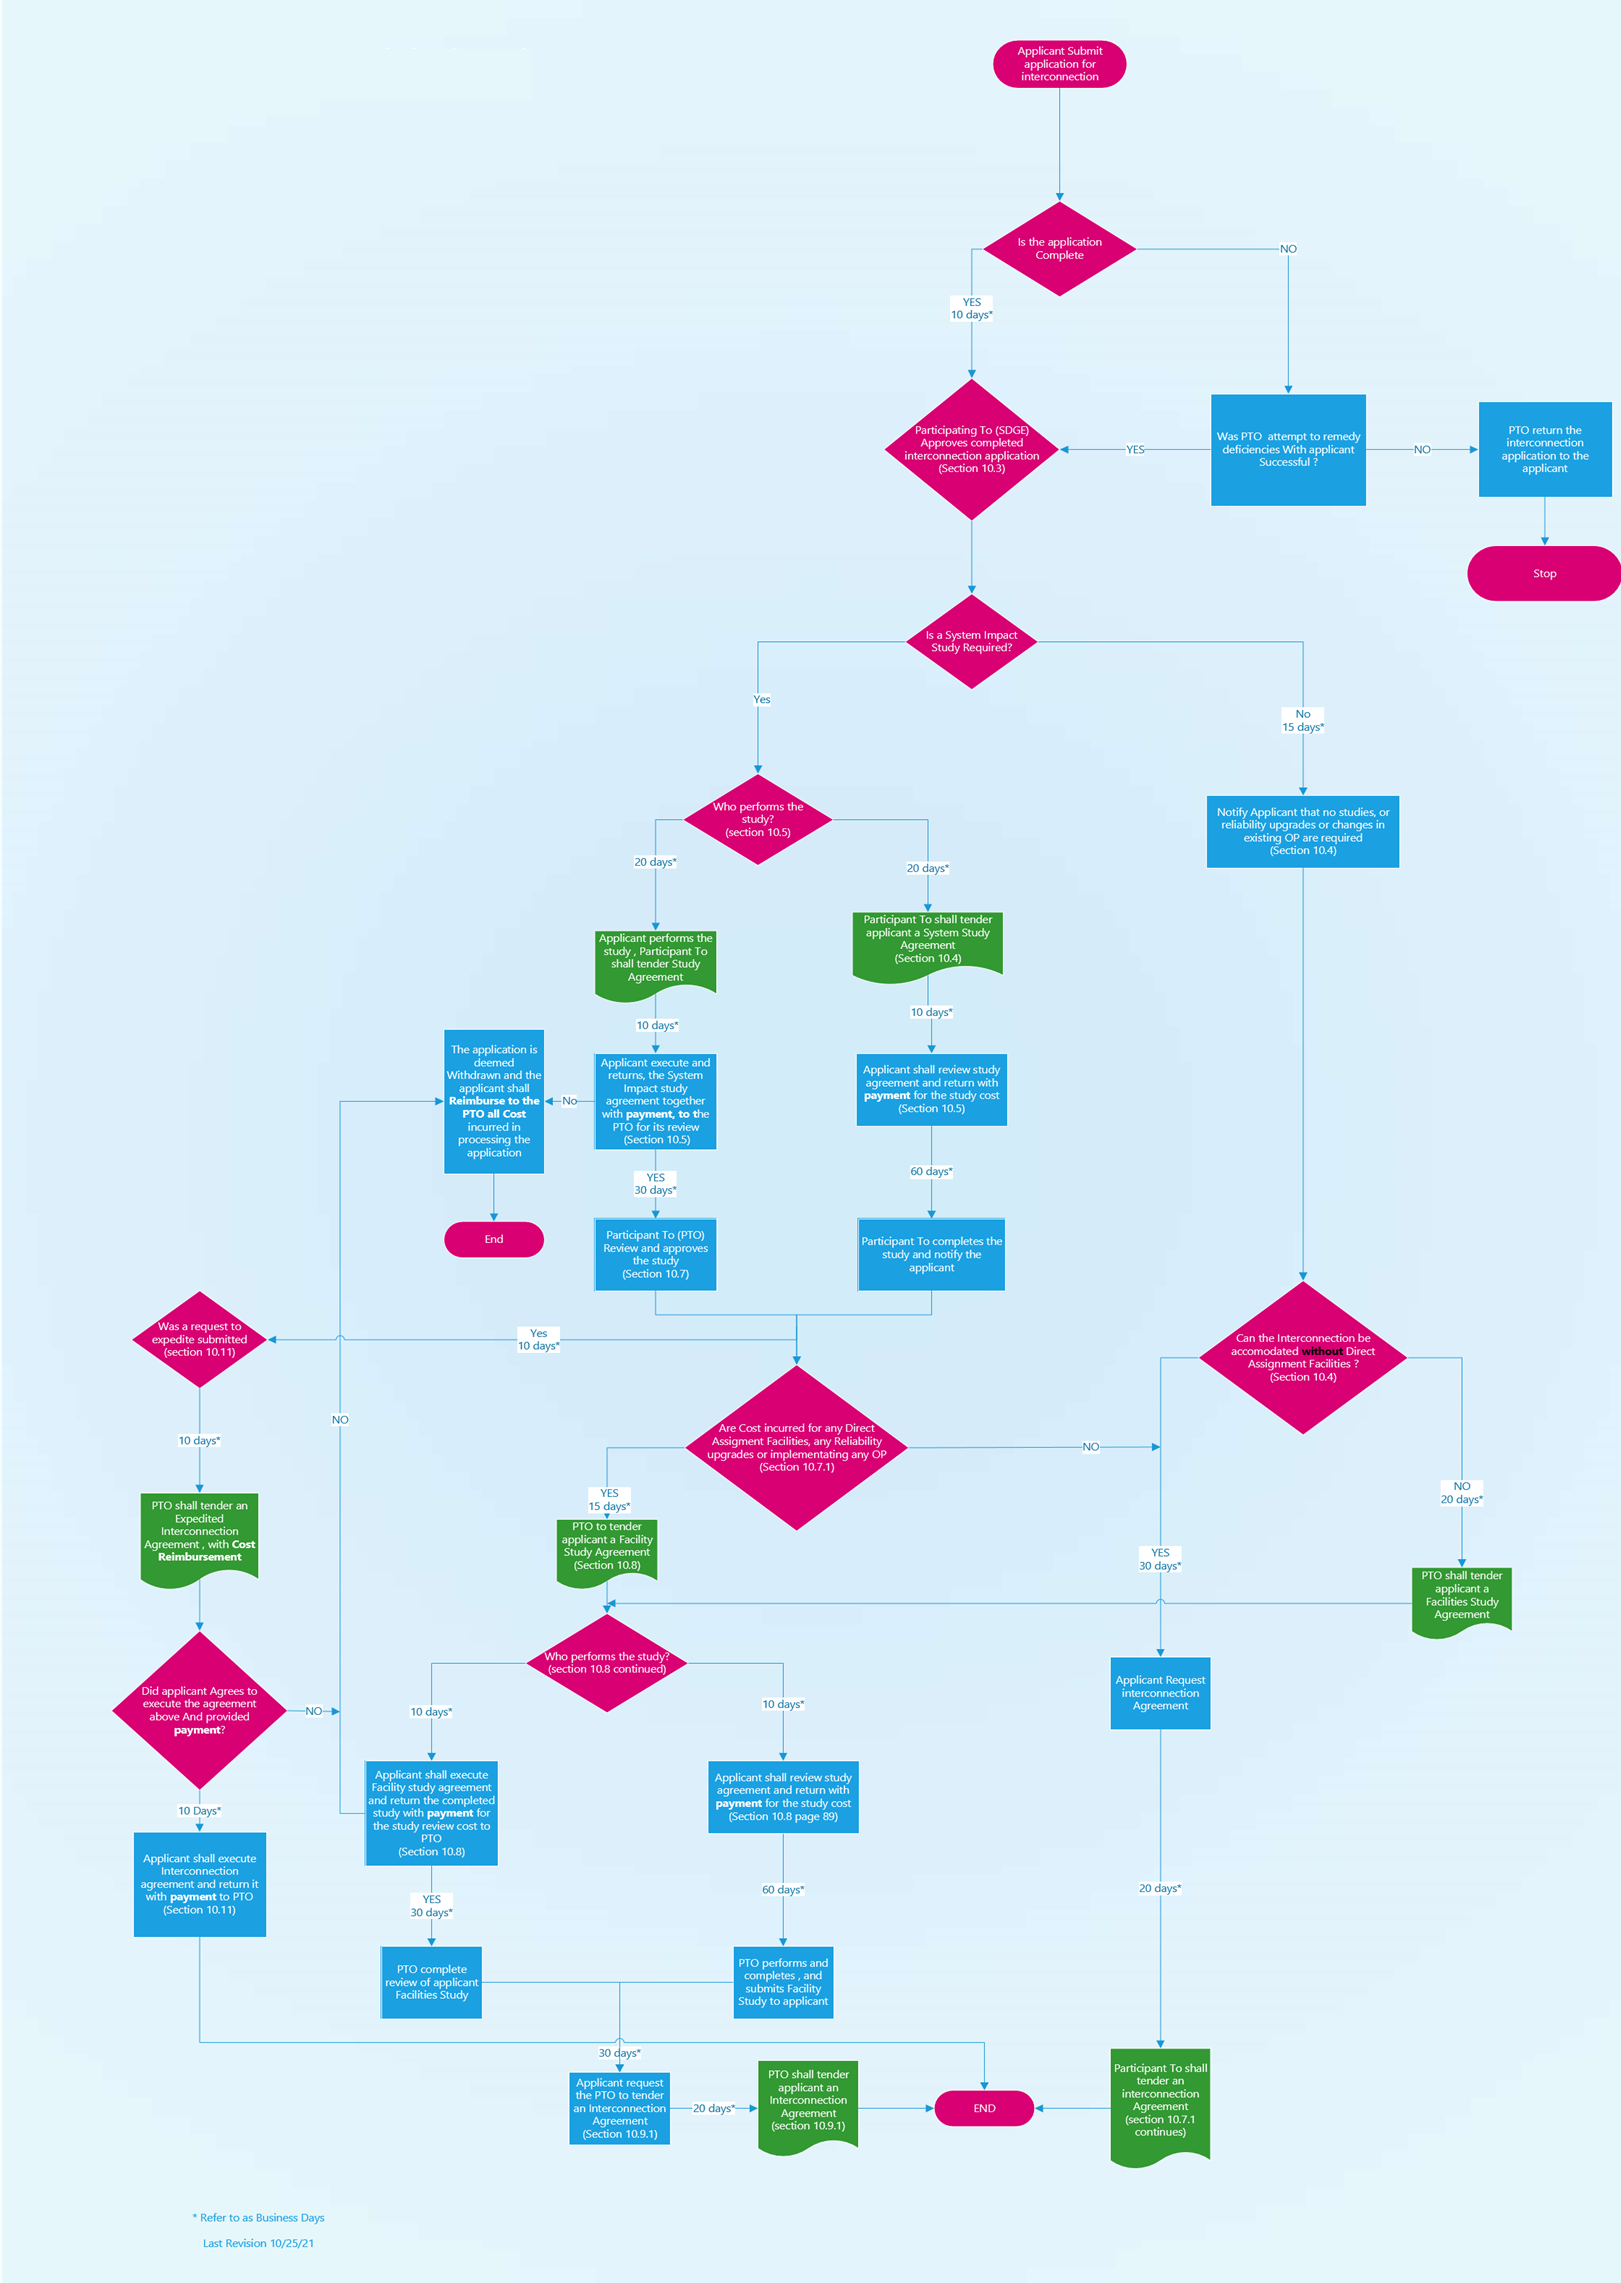 Applicant Submit
application for
interconnection
Is the application
Complete
NO
YES
10 days*
Participating To (SDGE)
Approves completed
interconnection application
(Section 10.3)
YES
Was PTO attempt to remedy
deficiencies With applicant
Successful ?
NO
PTO return the
interconnection
application to the
applicant
Stop
Is a System Impact
Study Required?
Yes
No
15 days*
Who performs the
study?
(section 10.5)
Notify Applicant that no studies, or
reliability upgrades or changes in
existing OP are required
(Section 10.4)
20 days*
20 days*
Applicant performs the
study , Participant To
shall tender Study
Agreement
Participant To shall tender
applicant a System Study
Agreement
(Section 10.4)
10 days*
10 days*
The application is
deemed
Withdrawn and the
applicant shall
Reimburse to the
PTO all Cost
incurred in
processing the
application
No
Applicant execute and
returns, the System
Impact study
agreement together
with payment, to the
PTO for its review
(Section 10.5)
Applicant shall review study
agreement and return with
payment for the study cost
(Section 10.5)
YES
30 days*
60 days*
End
Participant To (PTO)
Review and approves
the study
(Section 10.7)
Participant To completes the
study and notify the
applicant
Was a request to
expedite submitted
(section 10.11)
Yes
10 days*
Can the Interconnection be
accomodated without Direct
Assignment Facilities ?
(Section 10.4)
NO
10 days*
Are Cost incurred for any Direct
Assigment Facilities, any Reliability
upgrades or implementating any OP
(Section 10.7.1)
NO
NO
20 days*
YES
15 days*
PTO shall tender an
Expedited
Interconnection
Agreement , with Cost
Reimbursement
PTO to tender
applicant a Facility
Study Agreement
(Section 10.8)
YES
30 days*
PTO shall tender
applicant a
Facilities Study
Agreement
Who performs the study?
(section 10.8 continued)
Did applicant Agrees to
execute the agreement
above And provided
payment?
NO
10 days*
10 days*
Applicant Request
interconnection
Agreement
10 Days*
Applicant shall execute
Facility study agreement
and return the completed
study with payment for
the study review cost to
PTO
(Section 10.8)
Applicant shall review study
agreement and return with
payment for the study cost
(Section 10.8 page 89)
Applicant shall execute
Interconnection
agreement and return it
with payment to PTO
(Section 10.11)
YES
30 days*
60 days*
20 days*
PTO complete
review of applicant
Facilities Study
PTO performs and
completes , and
submits Facility
Study to applicant
30 days*
Applicant request
the PTO to tender
an Interconnection
Agreement
(Section 10.9.1)
20 days*
PTO shall tender
applicant an
Interconnection
Agreement
(section 10.9.1)
END
Participant To shall
tender an
interconnection
Agreement
(section 10.7.1
continues)
* Refer to as Business Days
Last Revision 10/25/21